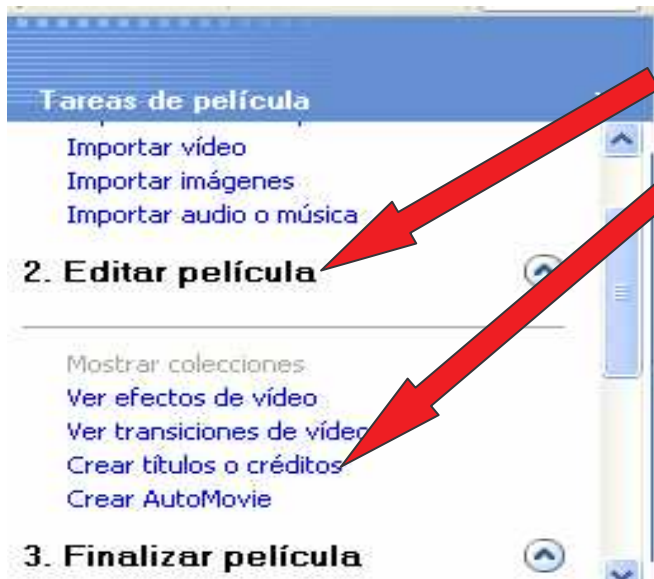 Tareas de película
Importar vídeo
Importar imágenes
Importar audio o música
2. Editar película
Mostrar colecciones
Ver efectos de vídeo
Ver transiciones de vídeo
Crear títulos o créditos
Crear AutoMovie
3. Finalizar película